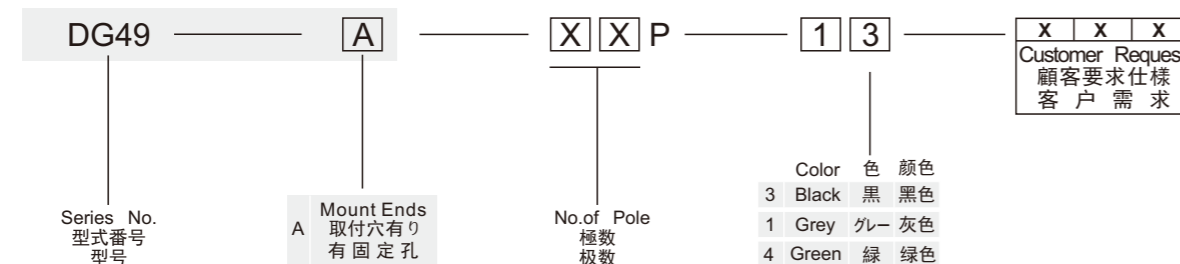 DG49 A XX P 13
X X X
Customer Reques
顧客要求仕様
客户需求
Series No.
型式番号
型号
A Mount Ends
取付穴有り
有固定孔
No.of Pole
極数
极数
Color 色 颜色
3 Black 黒 黑色
1 Grey グレー 灰色
4 Green 緑 绿色